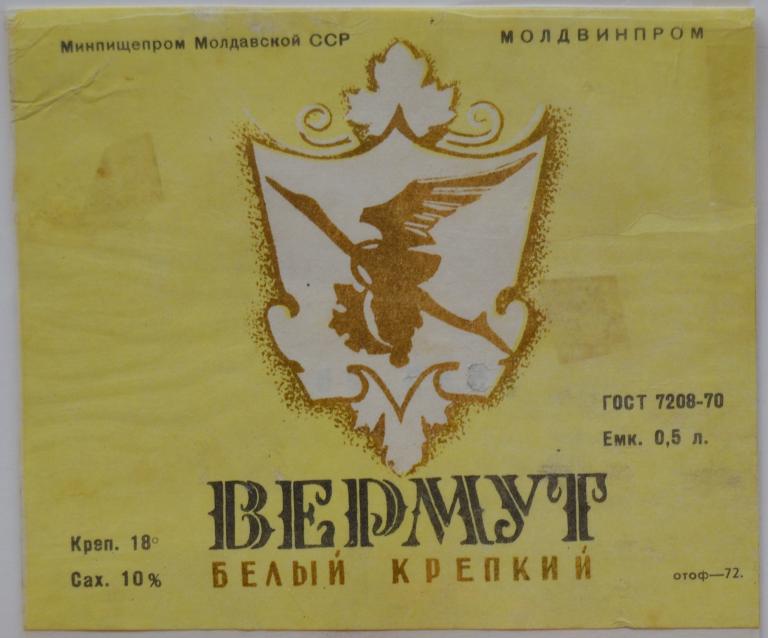 Минпищепром Молдавской ССР
МОЛДВИНПРОМ
ГОСТ 7208-70
Емк. 0,5 л.
ВЕРМУТ
БЕЛЫЙ КРЕПКИЙ
Креп. 18°
Сах. 10%
отоф—72.